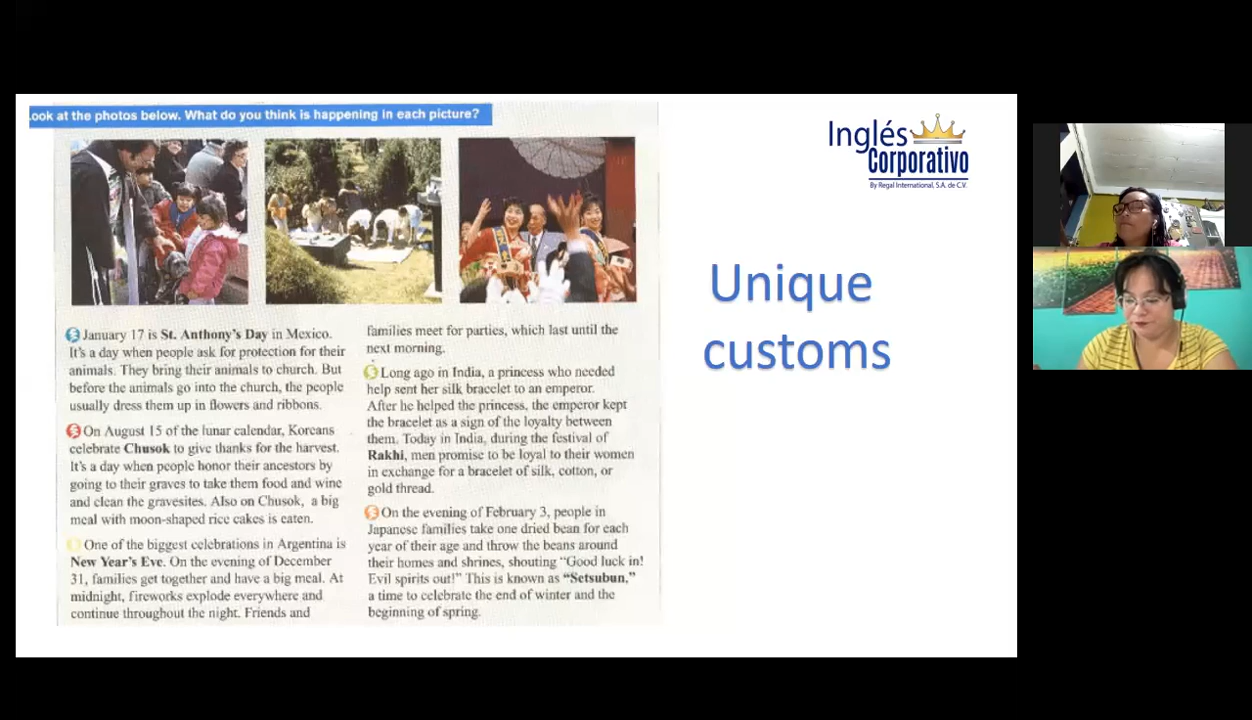 ook at the photos below. What do you think is happening in each picture?
January 17 is St. Anthony's Day in Mexico.
It's a day when people ask for protection for their
animals. They bring their animals to church. But
before the animals go into the church, the people
usually dress them up in flowers and ribbons.
On August 15 of the lunar calendar, Koreans
celebrate Chusok to give thanks for the harvest.
It's a day when people honor their ancestors by
going to their graves to take them food and wine
and clean the gravesites. Also on Chusok, a big
meal with moon-shaped rice cakes is eaten.
One of the biggest celebrations in Argentina is
New Year's Eve. On the evening of December
31, families get together and have a big meal. At
midnight, fireworks explode everywhere and
continue throughout the night. Friends and
families meet for parties, which last until the
next morning.
Long ago in India, a princess who needed
help sent her silk bracelet to an emperor.
After he helped the princess, the emperor kept
the bracelet as a sign of the loyalty between
them. Today in India, during the festival of
Rakhi, men promise to be loyal to their women
in exchange for a bracelet of silk, cotton, or
gold thread.
On the evening of February 3, people in
Japanese families take one dried bean for each
year of their age and throw the beans around
their homes and shrines, shouting "Good luck in!
Evil spirits out!" This is known as "Setsubun,"
a time to celebrate the end of winter and the
beginning of spring.
Inglés
Corporativo
By Regal International, S.A. de C.V.
Unique
customs